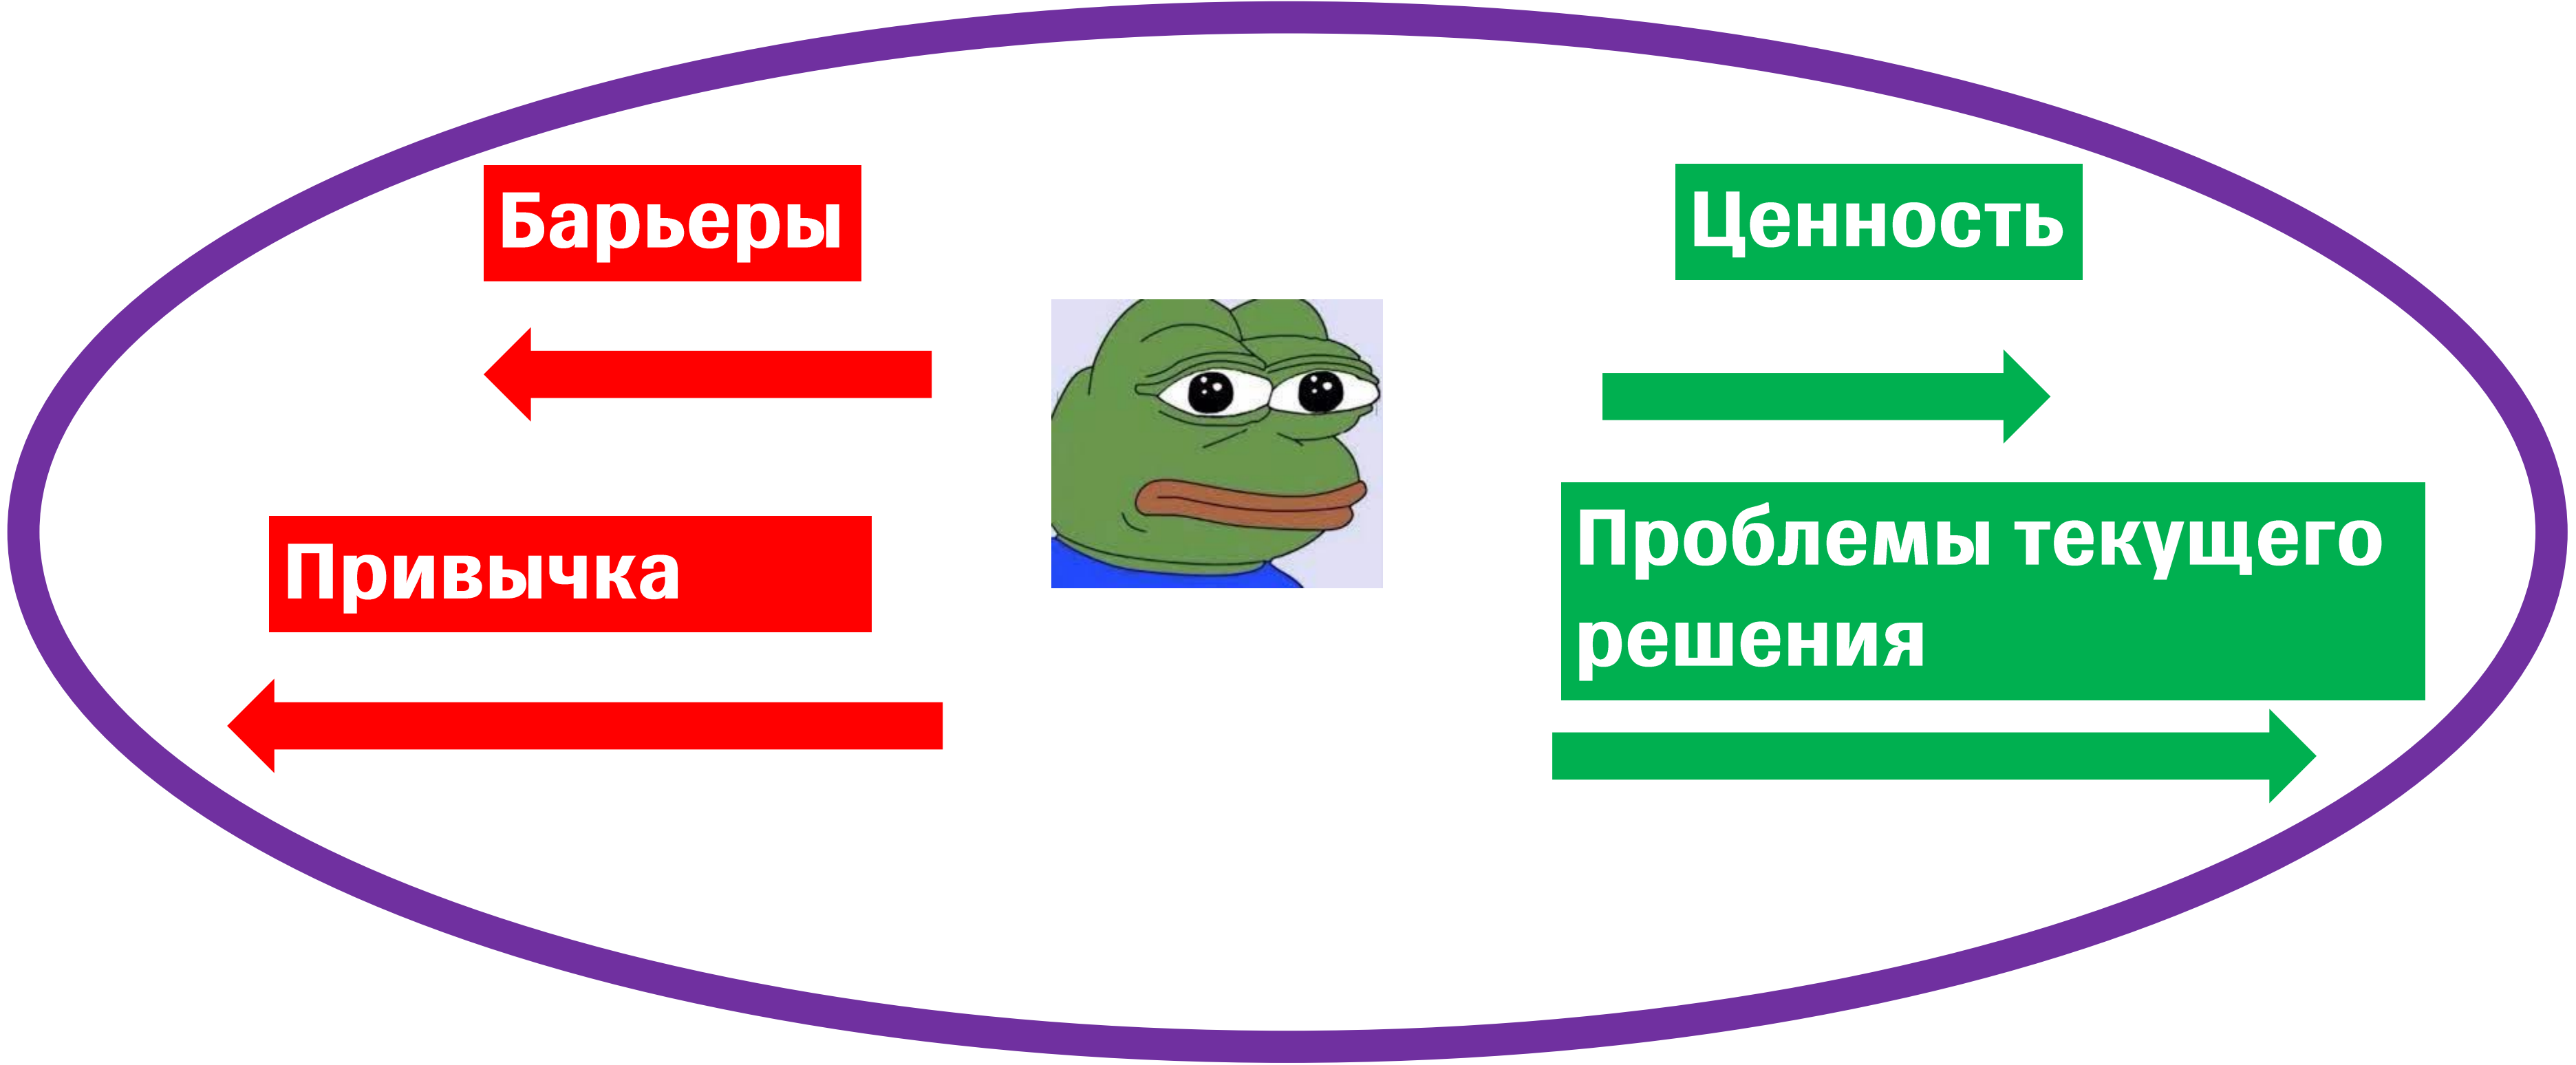 Барьеры
Ценность
Привычка
Проблемы текущего
решения